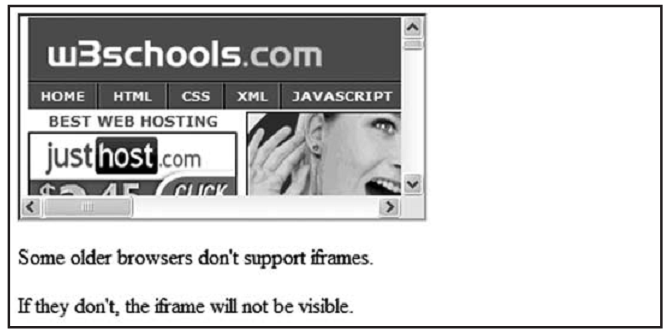 w3schools.com
HOME HTML CSS XML JAVASCRIPT
BEST WEB HOSTING
justhost.com
Some older browsers don't support iframes.
If they don't, the iframe will not be visible.